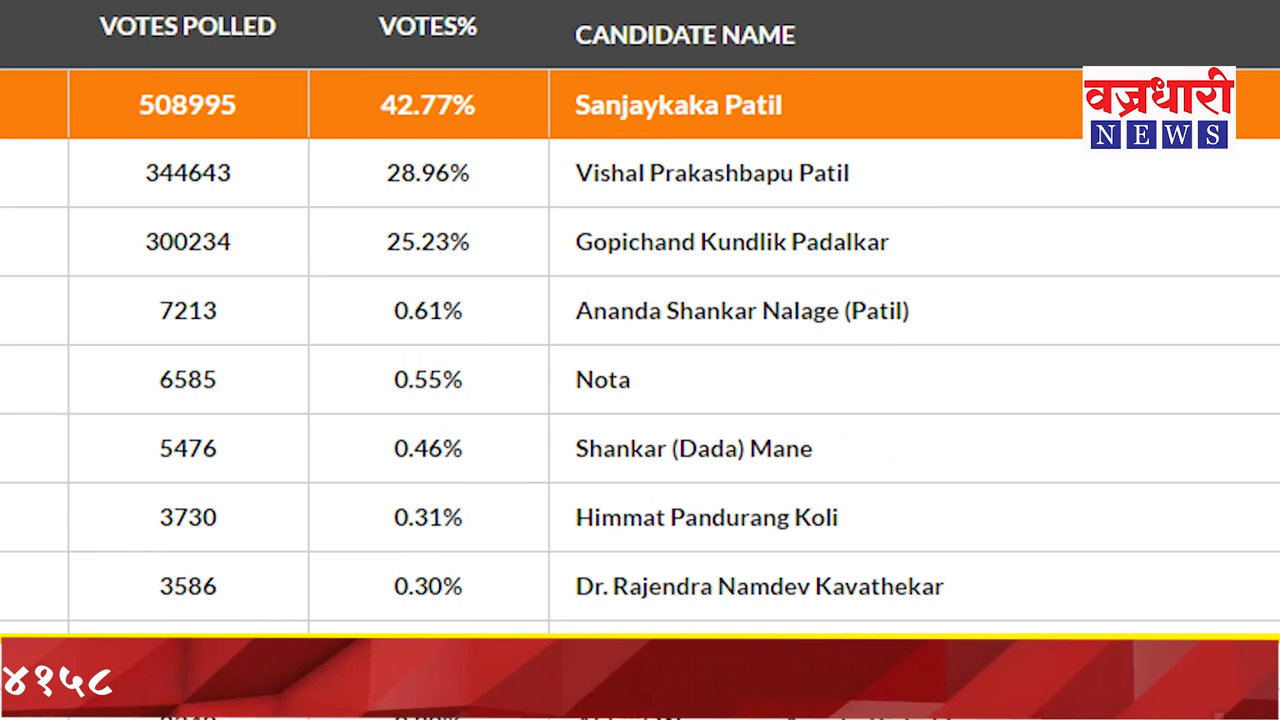 VOTES POLLED VOTES% CANDIDATE NAME
508995 42.77% Sanjaykaka Patil
वज्रधारी
NEWS
344643 28.96% Vishal Prakashbapu Patil
300234 25.23% Gopichand Kundlik Padalkar
7213 0.61% Ananda Shankar Nalage (Patil)
6585 0.55% Nota
5476 0.46% Shankar (Dada) Mane
3730 0.31% Himmat Pandurang Koli
3586 0.30% Dr. Rajendra Namdev Kavathekar
४१५८